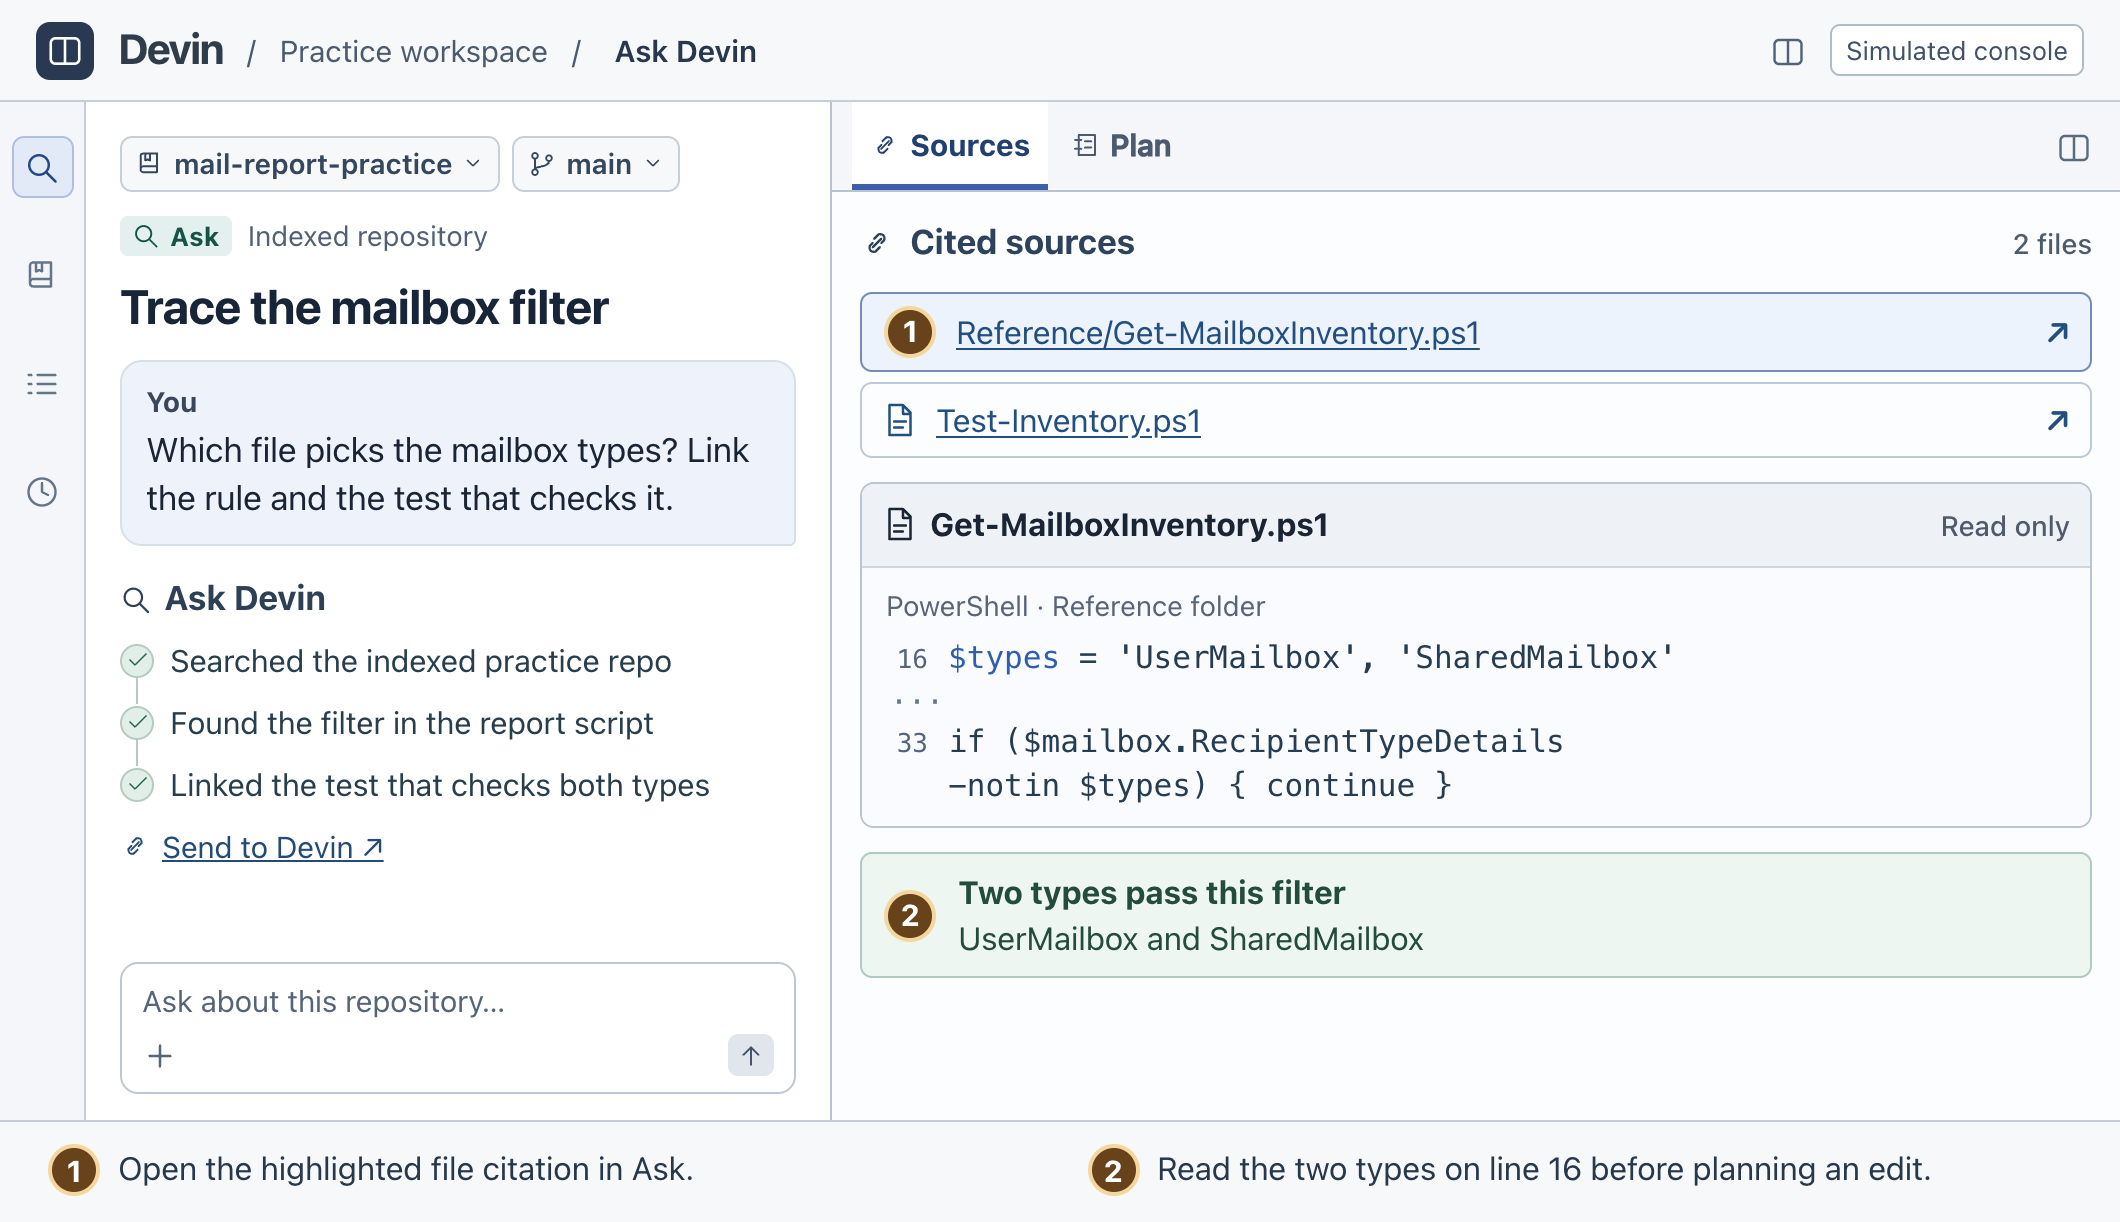 Devin / Practice workspace / Ask Devin
Simulated console
mail-report-practice
main
Ask Indexed repository
Trace the mailbox filter
You
Which file picks the mailbox types? Link
the rule and the test that checks it.
Ask Devin
Searched the indexed practice repo
Found the filter in the report script
Linked the test that checks both types
Send to Devin
Ask about this repository...
Sources
Plan
Cited sources
2 files
1 Reference/Get-MailboxInventory.ps1
Test-Inventory.ps1
Get-MailboxInventory.ps1
Read only
PowerShell · Reference folder
16 $types = 'UserMailbox', 'SharedMailbox'
...
33 if ($mailbox.RecipientTypeDetails
–notin $types) { continue }
2 Two types pass this filter
UserMailbox and SharedMailbox
1 Open the highlighted file citation in Ask.
2 Read the two types on line 16 before planning an edit.